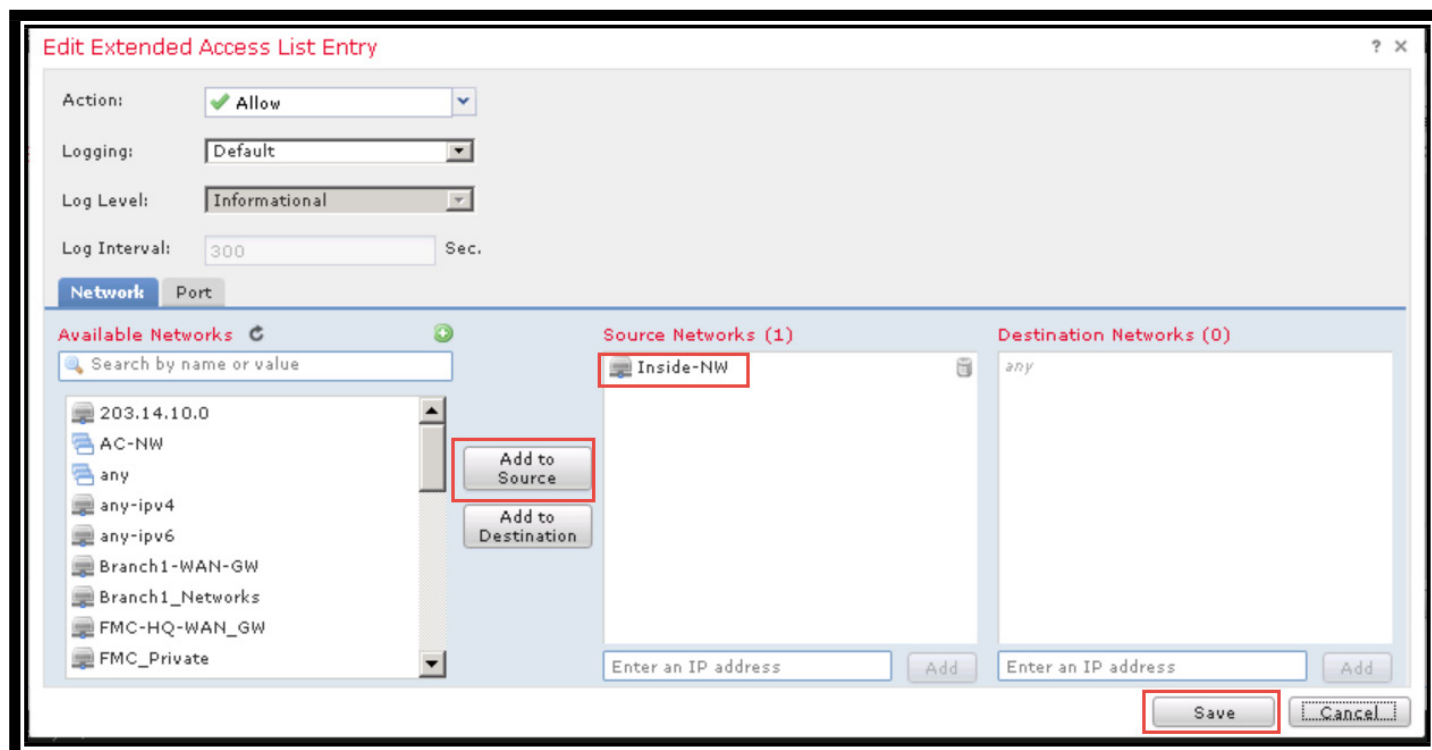 Edit Extended Access List Entry ? ×
Action: Allow
Logging: Default
Log Level: Informational
Log Interval: 300 Sec.
Network Port
Available Networks
Source Networks (1)
Destination Networks (0)
Search by name or value
Inside-NW
any
203.14.10.0
AC-NW
any
any-ipv4
any-ipv6
Branch1-WAN-GW
Branch1_Networks
FMC-HQ-WAN_GW
FMC_Private
Add to
Source
Add to
Destination
Enter an IP address Add
Enter an IP address Add
Save Cancel